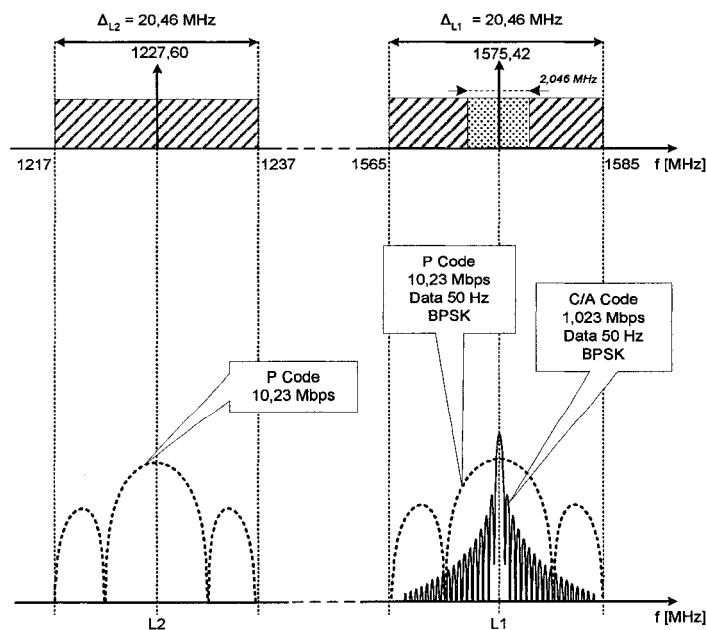 ΔL2 = 20,46 MHz
ΔL1 = 20,46 MHz
1227,60
1575,42
2,046 MHz
1217
1237
1565
1585
f [MHz]
P Code
10,23 Mbps
Data 50 Hz
BPSK
C/A Code
1,023 Mbps
Data 50 Hz
BPSK
P Code
10,23 Mbps
L2
L1
f [MHz]